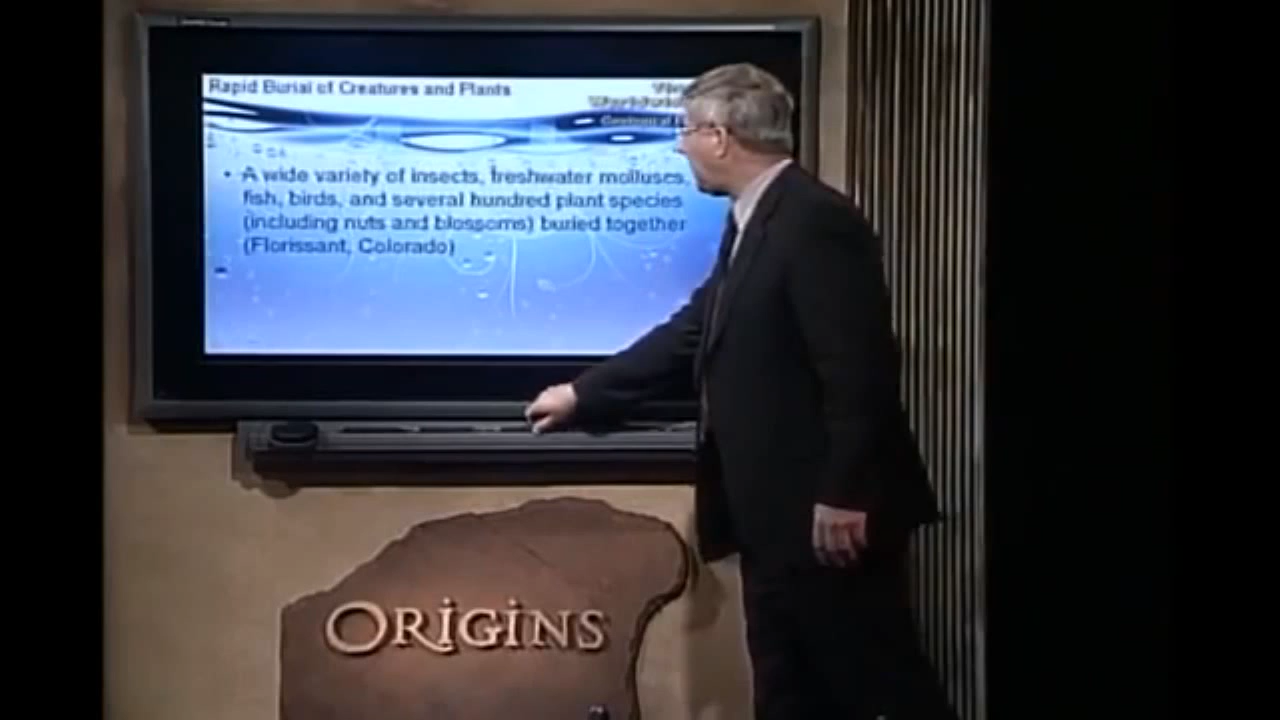 Rapid Burial of Creatures and Plants
• A wide variety of insects, freshwater molluscs,
fish, birds, and several hundred plant species
(including nuts and blossoms) buried together
(Florissant, Colorado)
ORiGiNS